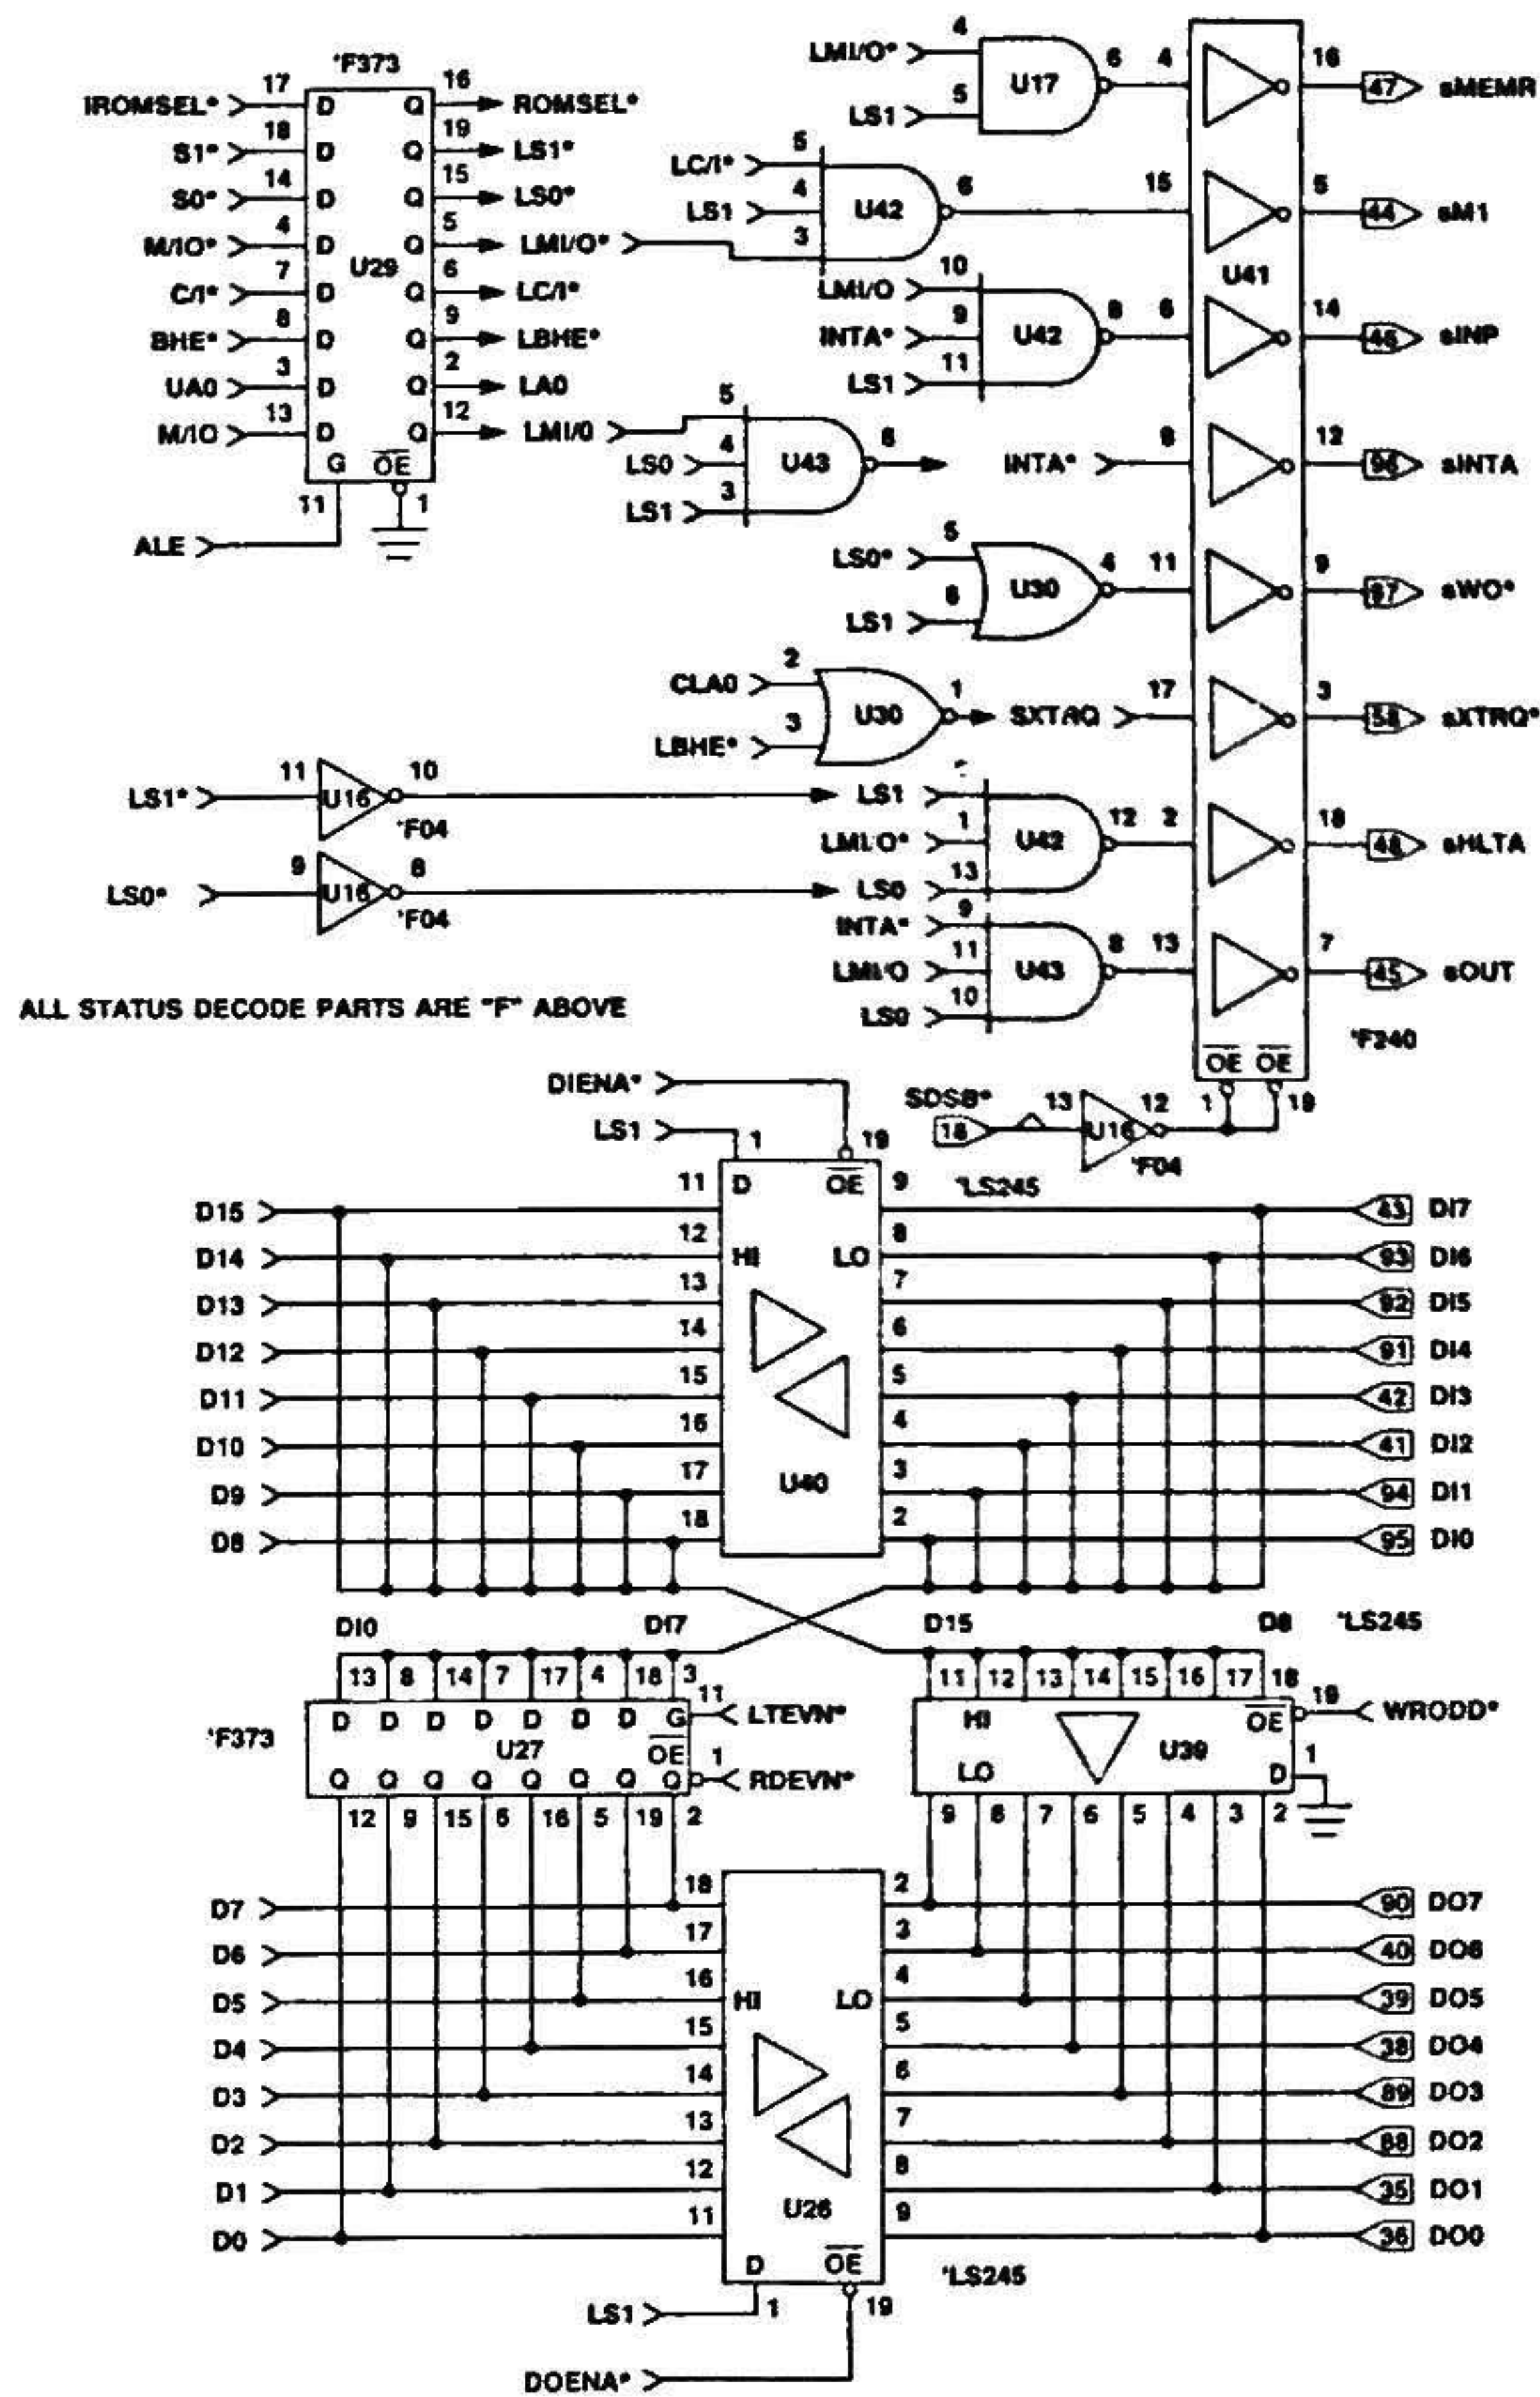 'F373
IROMSEL* 17 D Q 16 ROMSEL*
S1* 18 D Q 19 LS1*
S0* 14 D Q 15 LS0*
M/IO* 4 D Q 5 LMI/O*
C/I* 7 D Q 6 LC/I*
BHE* 8 D Q 9 LBHE*
UA0 3 D Q 2 LA0
M/IO 13 D Q 12 LMI/O
U29
G OE
11 1
ALE
LMI/O* 4 U17 6 4 16 47 sMEMR
LS1 5
LC/I* 5
LS1 4 U42 6 15 5 44 sM1
3
U41
LMI/O 10
INTA* 9 U42 8 6 14 46 sINP
LS1 11
5
LS0 4 U43 6
LS1 3
INTA* 8 12 96 sINTA
LS0* 5 U30 4 11 9 97 sWO*
LS1 6
CLA0 2 U30 1 SXTRQ 17 3 58 sXTRQ*
LBHE* 3
LS1* 11 U16 10 'F04
LS0* 9 U16 8 'F04
LS1
LMI/O* 1 U42 12 2 18 48 sHLTA
LS0 13
INTA* 9
LMI/O 11 U43 8 13 7 45 sOUT
LS0 10
ALL STATUS DECODE PARTS ARE "F" ABOVE
'F240
OE OE
1 19
SDSB* 18 13 U16 12 'F04
DIENA*
LS1 1 19
D OE
'LS245
D15 11 9 43 DI7
D14 12 HI LO 8 93 DI6
D13 13 7 92 DI5
D12 14 6 91 DI4
D11 15 5 42 DI3
D10 16 4 41 DI2
D9 17 U40 3 94 DI1
D8 18 2 95 DI0
DI0 DI7 D15 D8 'LS245
13 8 14 7 17 4 18 3
11 LTEVN*
D D D D D D D G
'F373 U27 OE
Q Q Q Q Q Q Q Q
1 RDEVN*
12 9 15 6 16 5 19 2
11 12 13 14 15 16 17 18
HI OE 19 WRODD*
U39
LO D 1
9 8 7 6 5 4 3 2
D7 18 2 90 DO7
D6 17 3 40 DO6
D5 16 HI LO 4 39 DO5
D4 15 5 38 DO4
D3 14 6 89 DO3
D2 13 7 88 DO2
D1 12 8 35 DO1
D0 11 U26 9 36 DO0
D OE
'LS245
LS1 1 19
DOENA*